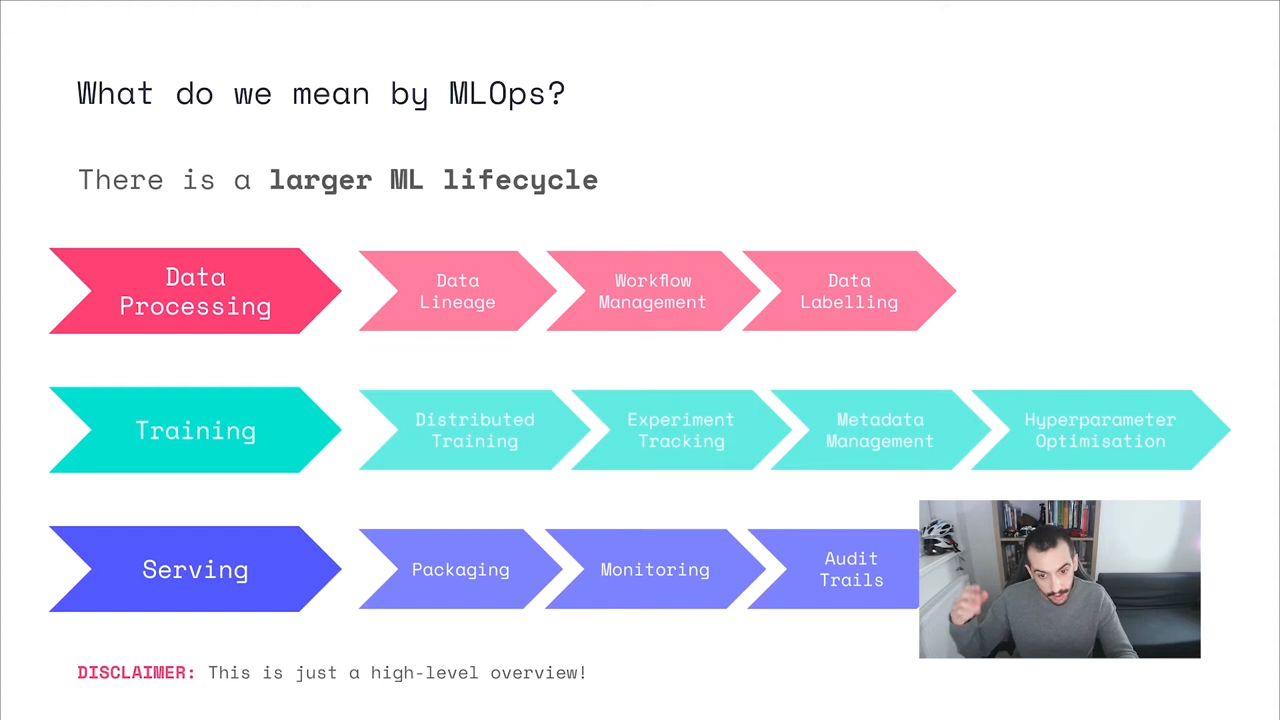 What do we mean by MLOps?
There is a larger ML lifecycle
Data
Processing
Data
Lineage
Workflow
Management
Data
Labelling
Training
Distributed
Training
Experiment
Tracking
Metadata
Management
Hyperparameter
Optimisation
Serving
Packaging
Monitoring
Audit
Trails
DISCLAIMER: This is just a high-level overview!